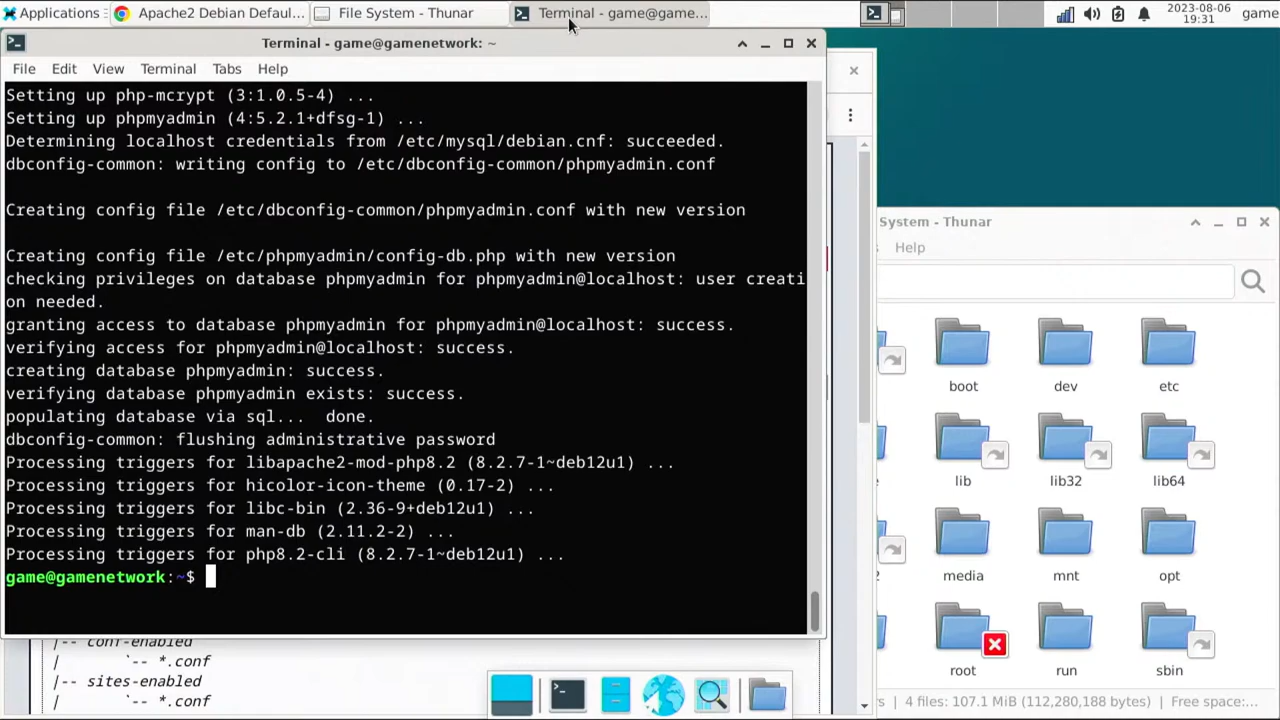 Applications
Apache2 Debian Defaul...
File System - Thunar
Terminal - game@game...
2023-08-06
19:31
game
Terminal - game@gamenetwork: ~
File Edit View Terminal Tabs Help
Setting up php-mcrypt (3:1.0.5-4) ...
Setting up phpmyadmin (4:5.2.1+dfsg-1) ...
Determining localhost credentials from /etc/mysql/debian.cnf: succeeded.
dbconfig-common: writing config to /etc/dbconfig-common/phpmyadmin.conf
Creating config file /etc/dbconfig-common/phpmyadmin.conf with new version
Creating config file /etc/phpmyadmin/config-db.php with new version
checking privileges on database phpmyadmin for phpmyadmin@localhost: user creati
on needed.
granting access to database phpmyadmin for phpmyadmin@localhost: success.
verifying access for phpmyadmin@localhost: success.
creating database phpmyadmin: success.
verifying database phpmyadmin exists: success.
populating database via sql...  done.
dbconfig-common: flushing administrative password
Processing triggers for libapache2-mod-php8.2 (8.2.7-1~deb12u1) ...
Processing triggers for hicolor-icon-theme (0.17-2) ...
Processing triggers for libc-bin (2.36-9+deb12u1) ...
Processing triggers for man-db (2.11.2-2) ...
Processing triggers for php8.2-cli (8.2.7-1~deb12u1) ...
game@gamenetwork:~$
|-- conf-enabled
|       `-- *.conf
|-- sites-enabled
|       `-- *.conf
System - Thunar
Help
boot dev etc
lib lib32 lib64
media mnt opt
root run sbin
| 4 files: 107.1 MiB (112,280,188 bytes) | Free space:...